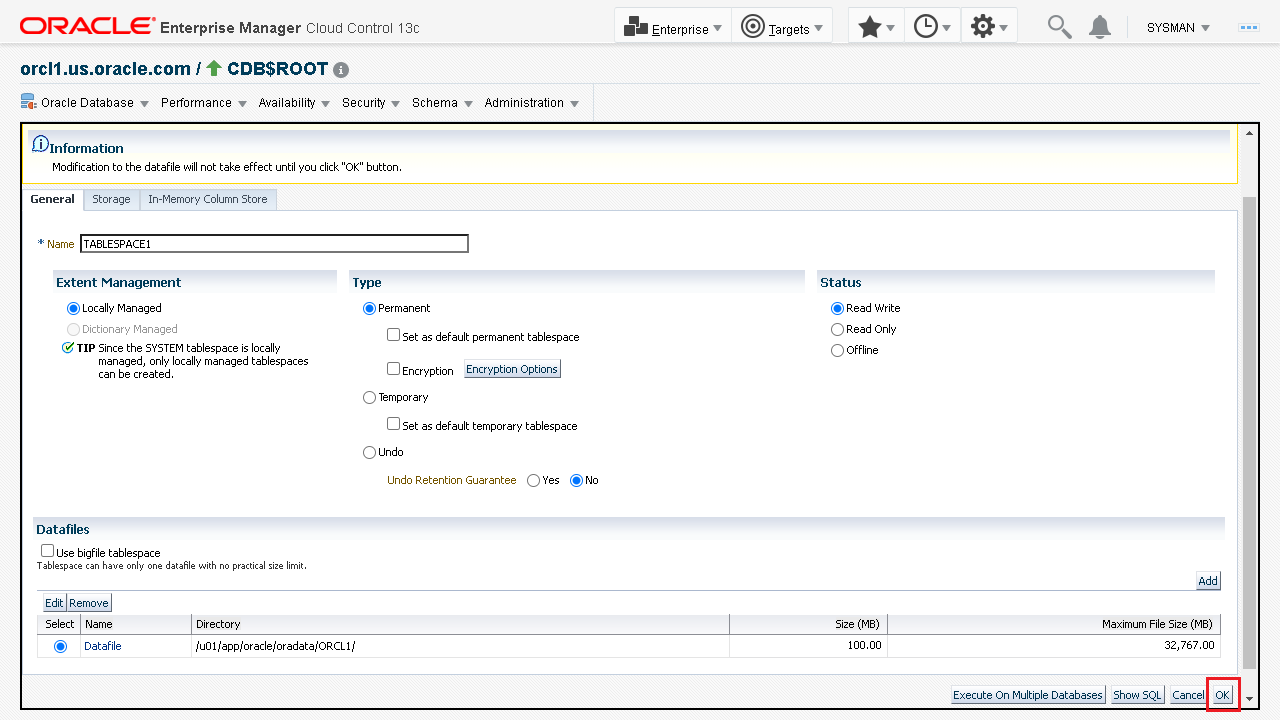 ORACLE® Enterprise Manager Cloud Control 13c Enterprise Targets SYSMAN
orcl1.us.oracle.com / CDB$ROOT
Oracle Database Performance Availability Security Schema Administration
Information
Modification to the datafile will not take effect until you click "OK" button.
General Storage In-Memory Column Store
* Name TABLESPACE1
Extent Management
Locally Managed
Dictionary Managed
TIP Since the SYSTEM tablespace is locally
managed, only locally managed tablespaces
can be created.
Type
Permanent
Set as default permanent tablespace
Encryption Encryption Options
Temporary
Set as default temporary tablespace
Undo
Undo Retention Guarantee Yes No
Status
Read Write
Read Only
Offline
Datafiles
Use bigfile tablespace
Tablespace can have only one datafile with no practical size limit.
Add
Edit Remove
Select Name Directory Size (MB) Maximum File Size (MB)
Datafile /u01/app/oracle/oradata/ORCL1/ 100.00 32,767.00
Execute On Multiple Databases Show SQL Cancel OK